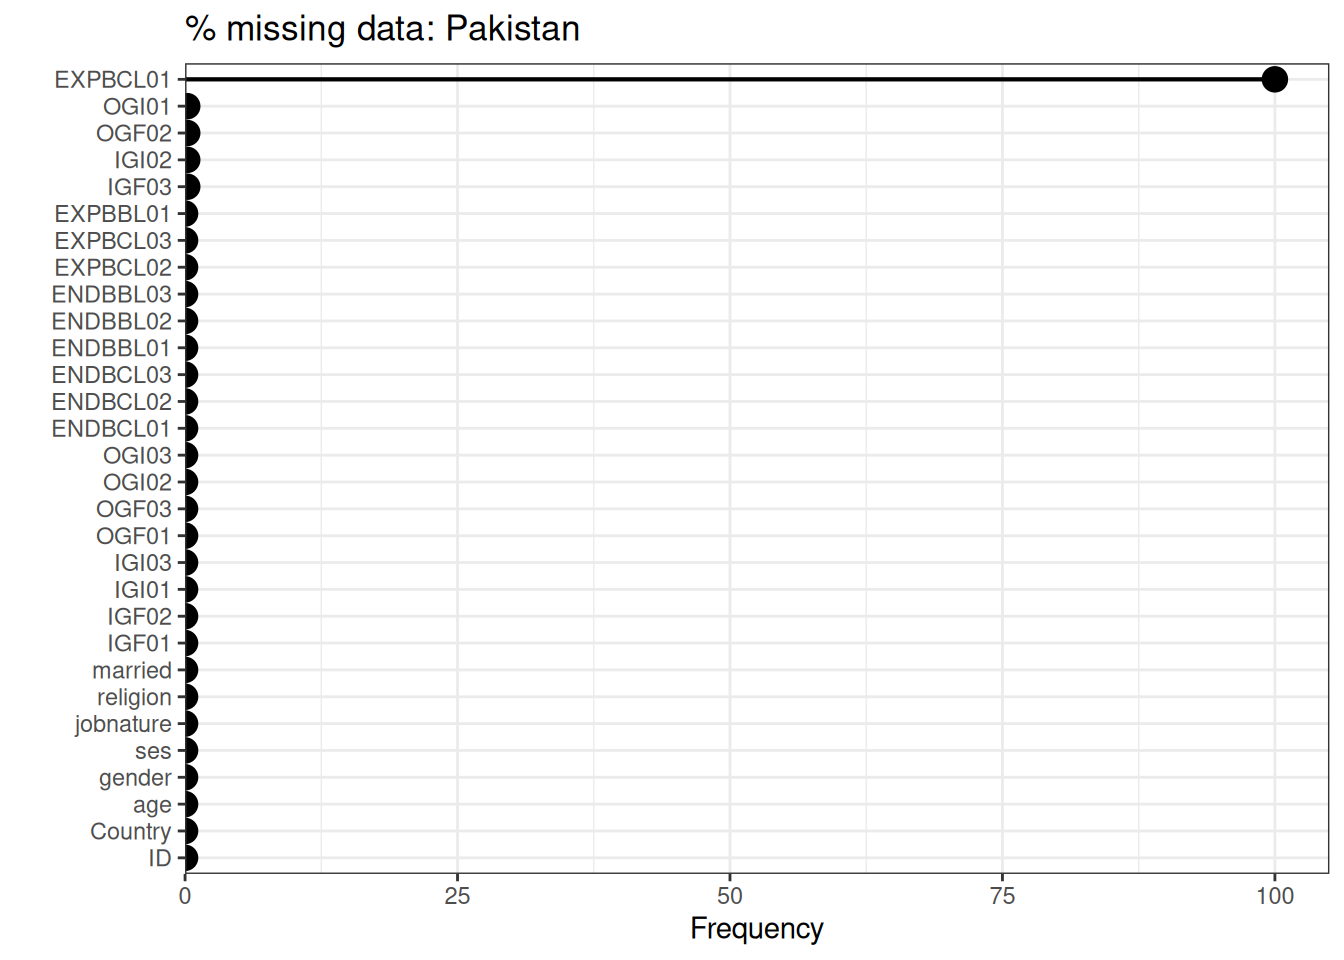 % missing data: Pakistan
EXPBCL01
OGI01
OGF02
IGI02
IGF03
EXPBBL01
EXPBCL03
EXPBCL02
ENDBBL03
ENDBBL02
ENDBBL01
ENDBCL03
ENDBCL02
ENDBCL01
OGI03
OGI02
OGF03
OGF01
IGI03
IGI01
IGF02
IGF01
married
religion
jobnature
ses
gender
age
Country
ID
0 25 50 75 100
Frequency